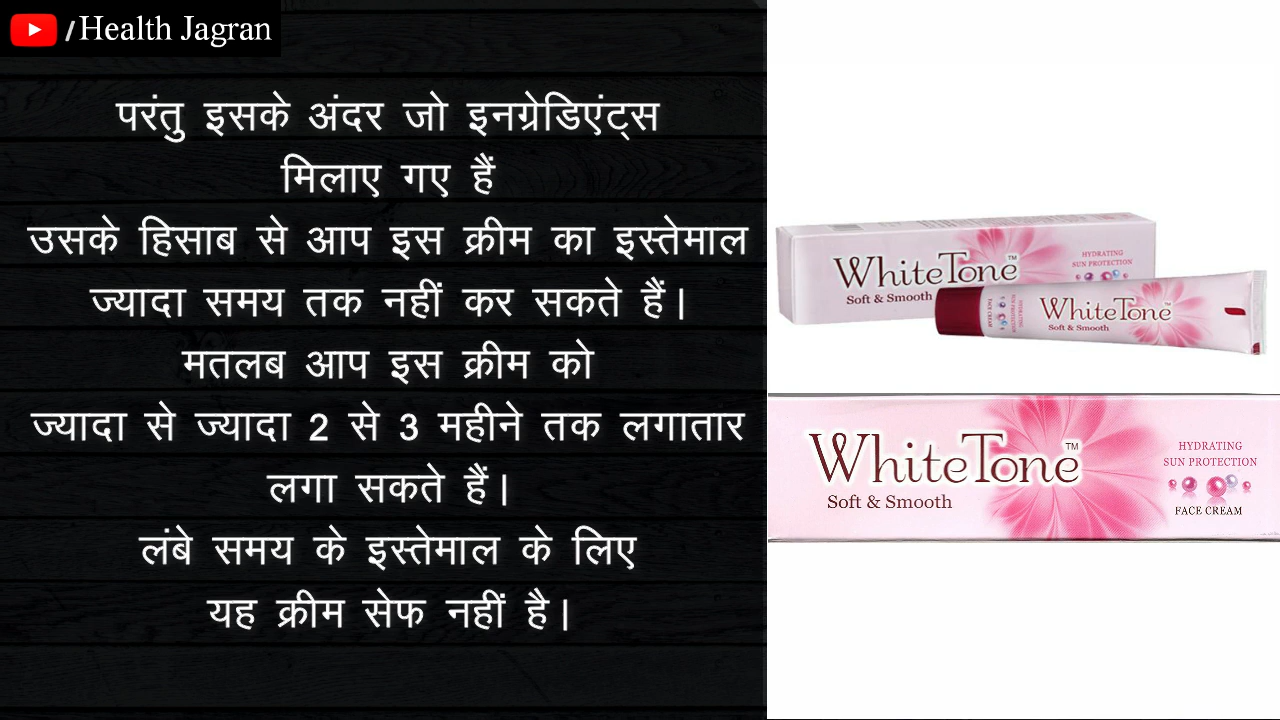 /Health Jagran
परंतु इसके अंदर जो इनग्रेडिएंट्स
मिलाए गए हैं
उसके हिसाब से आप इस क्रीम का इस्तेमाल
ज्यादा समय तक नहीं कर सकते हैं|
मतलब आप इस क्रीम को
ज्यादा से ज्यादा 2 से 3 महीने तक लगातार
लगा सकते हैं|
लंबे समय के इस्तेमाल के लिए
यह क्रीम सेफ नहीं है|
WhiteTone™
Soft & Smooth
HYDRATING
SUN PROTECTION
WhiteTone
Soft & Smooth
WhiteTone™
Soft & Smooth
HYDRATING
SUN PROTECTION
FACE CREAM